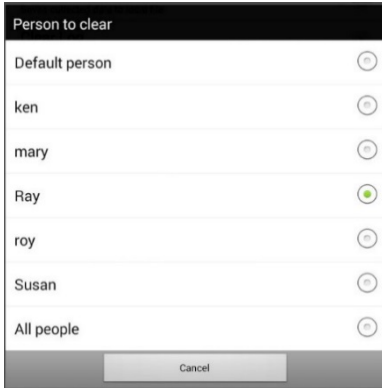 Person to clear
Default person
ken
mary
Ray
roy
Susan
All people
Cancel